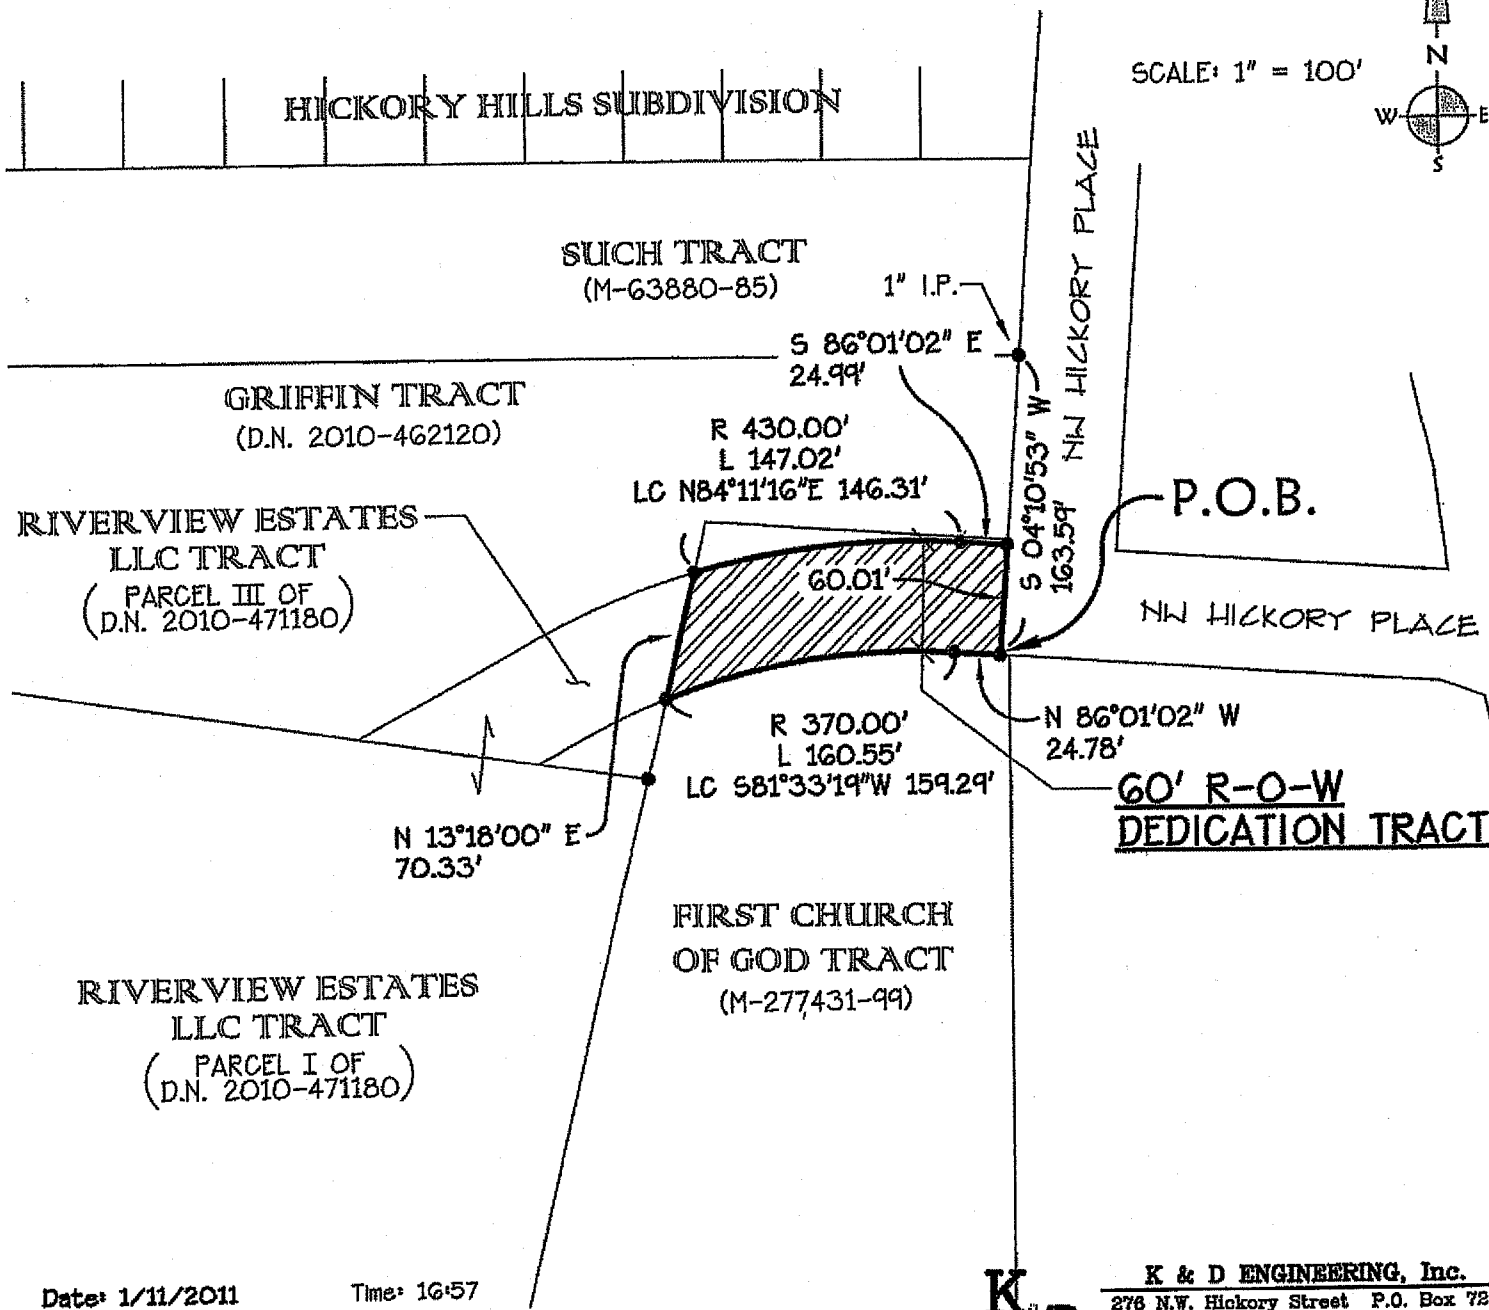 SCALE: 1" = 100'
N
W
E
S
HICKORY HILLS SUBDIVISION
NW HICKORY PLACE
SUCH TRACT
(M-63880-85)
1" I.P.
S 86°01'02" E
24.99'
GRIFFIN TRACT
(D.N. 2010-462120)
R 430.00'
L 147.02'
LC N84°11'16"E 146.31'
S 04°10'53" W
163.59'
P.O.B.
RIVERVIEW ESTATES
LLC TRACT
(PARCEL III OF
D.N. 2010-471180)
60.01'
NW HICKORY PLACE
N 86°01'02" W
24.78'
R 370.00'
L 160.55'
LC S81°33'19"W 159.29'
60' R-O-W
DEDICATION TRACT
N 13°18'00" E
70.33'
FIRST CHURCH
OF GOD TRACT
(M-277431-99)
RIVERVIEW ESTATES
LLC TRACT
(PARCEL I OF
D.N. 2010-471180)
Date: 1/11/2011
Time: 16:57
K
K & D ENGINEERING, Inc.
276 N.W. Hickory Street P.O. Box 72